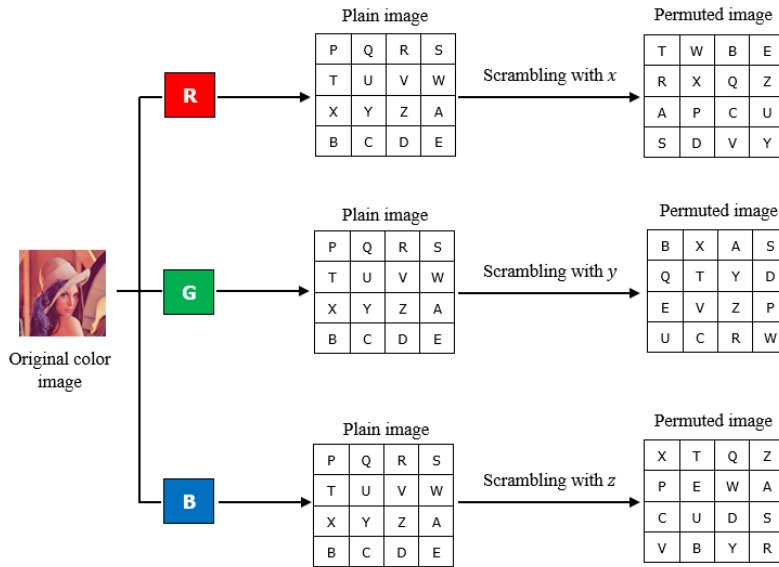 Plain image
Permuted image
R
P Q R S
T U V W
X Y Z A
B C D E
Scrambling with x
T W B E
R X Q Z
A P C U
S D V Y
Original color
image
Plain image
Permuted image
G
P Q R S
T U V W
X Y Z A
B C D E
Scrambling with y
B X A S
Q T Y D
E V Z P
U C R W
Plain image
Permuted image
B
P Q R S
T U V W
X Y Z A
B C D E
Scrambling with z
X T Q Z
P E W A
C U D S
V B Y R